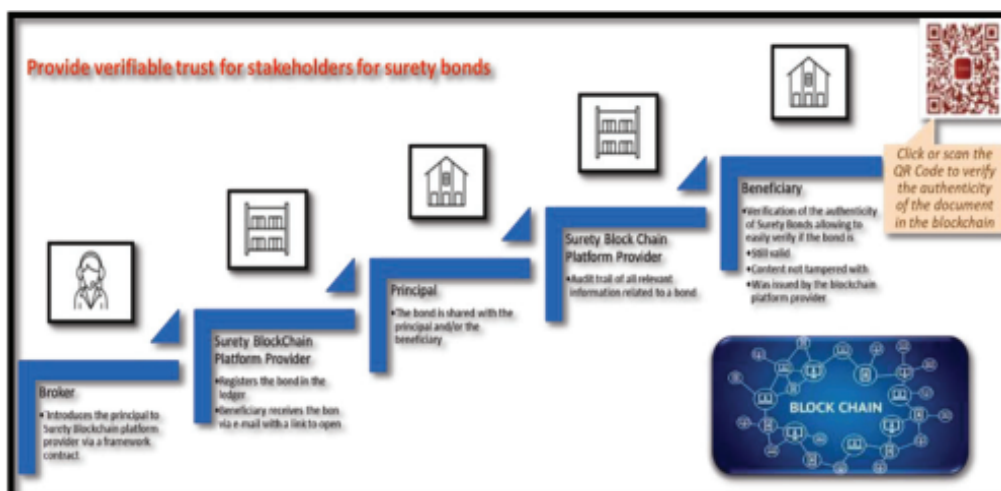 Provide verifiable trust for stakeholders for surety bonds
Click or scan the
QR Code to verify
the authenticity
of the document
in the blockchain
Beneficiary
•Verification of the authenticity
of Surety Bonds allowing to
easily verify if the bond is
•Still valid
•Content not tampered with
•Was issued by the blockchain
platform provider
Surety Block Chain
Platform Provider
•Audit trail of all relevant
information related to a bond
Principal
•The bond is shared with the
principal and/or the
beneficiary
Surety BlockChain
Platform Provider
•Registers the bond in the
ledger
•Beneficiary receives the bon
via e-mail with a link to open
Broker
•Introduces the principal to
Surety Blockchain platform
provider via a framework
contract
BLOCK CHAIN